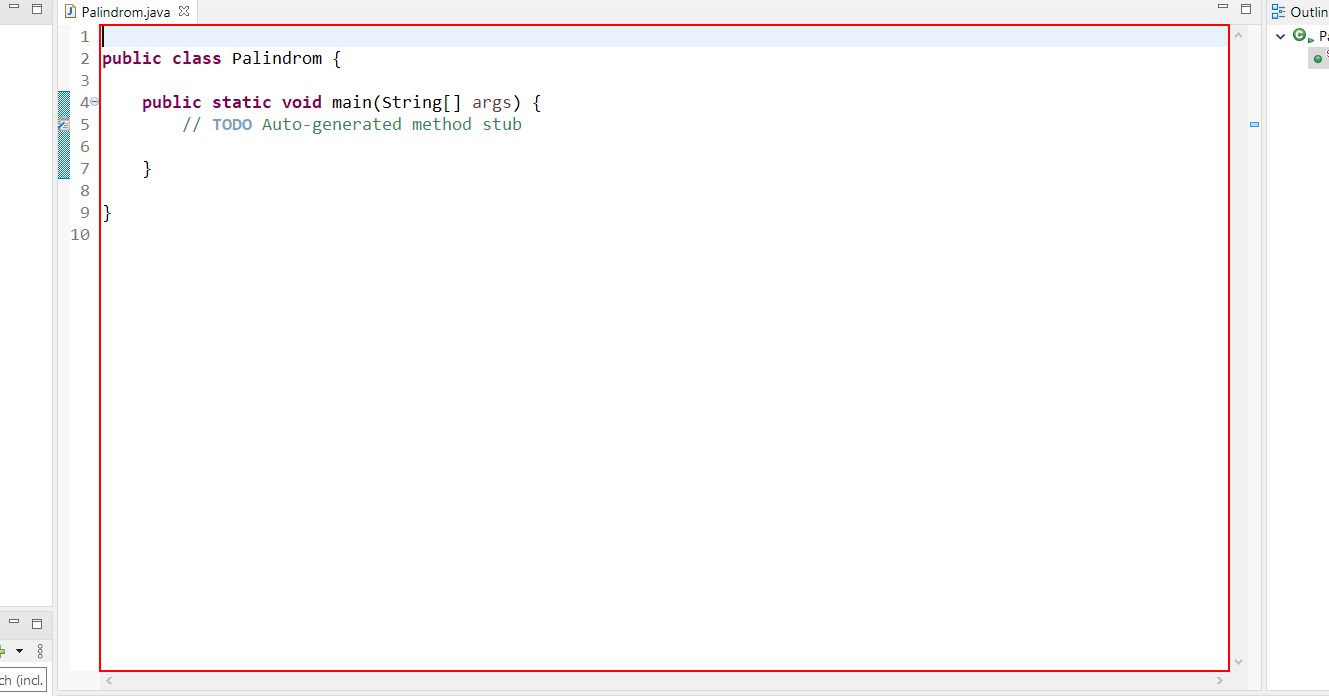 Palindrom.java
Outlin
1
2 public class Palindrom {
3
4 public static void main(String[] args) {
5 // TODO Auto-generated method stub
6
7 }
8
9 }
10
ch (incl.